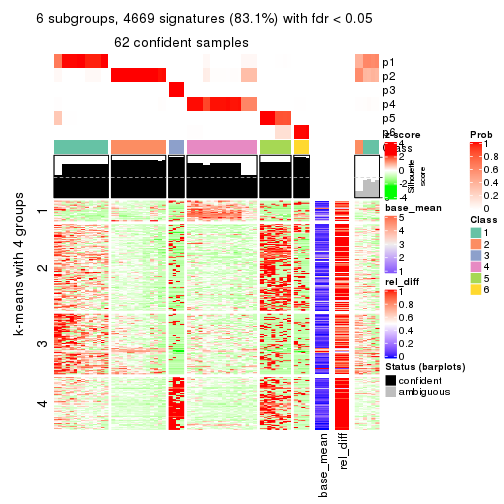 6 subgroups, 4669 signatures (83.1%) with fdr < 0.05
62 confident samples
p1
p2
p3
p4
p5
p6
Class
Silhouette score
k-means with 4 groups
1
2
3
4
base_mean
rel_diff
z-score
4
2
0
-2
-4
base_mean
5
4
3
2
1
rel_diff
1
0.8
0.6
0.4
0.2
0
Status (barplots)
confident
ambiguous
Prob
1
0.8
0.6
0.4
0.2
0
Class
1
2
3
4
5
6